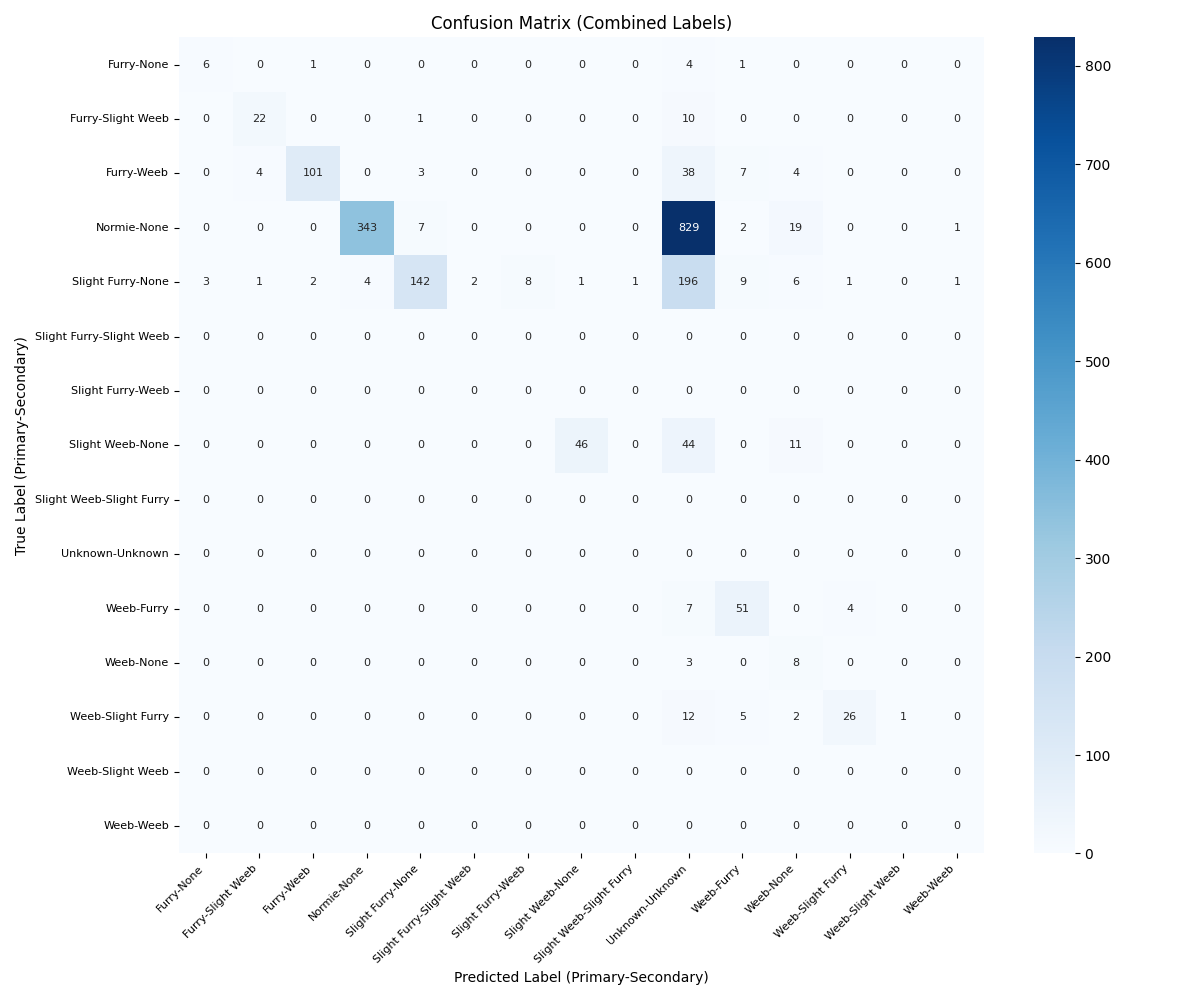 Confusion Matrix (Combined Labels)
True Label (Primary-Secondary)
Furry-None 6 0 1 0 0 0 0 0 0 4 1 0 0 0 0
Furry-Slight Weeb 0 22 0 0 1 0 0 0 0 10 0 0 0 0 0
Furry-Weeb 0 4 101 0 3 0 0 0 0 38 7 4 0 0 0
Normie-None 0 0 0 343 7 0 0 0 0 829 2 19 0 0 1
Slight Furry-None 3 1 2 4 142 2 8 1 1 196 9 6 1 0 1
Slight Furry-Slight Weeb 0 0 0 0 0 0 0 0 0 0 0 0 0 0 0
Slight Furry-Weeb 0 0 0 0 0 0 0 0 0 0 0 0 0 0 0
Slight Weeb-None 0 0 0 0 0 0 0 46 0 44 0 11 0 0 0
Slight Weeb-Slight Furry 0 0 0 0 0 0 0 0 0 0 0 0 0 0 0
Unknown-Unknown 0 0 0 0 0 0 0 0 0 0 0 0 0 0 0
Weeb-Furry 0 0 0 0 0 0 0 0 0 7 51 0 4 0 0
Weeb-None 0 0 0 0 0 0 0 0 0 3 0 8 0 0 0
Weeb-Slight Furry 0 0 0 0 0 0 0 0 0 12 5 2 26 1 0
Weeb-Slight Weeb 0 0 0 0 0 0 0 0 0 0 0 0 0 0 0
Weeb-Weeb 0 0 0 0 0 0 0 0 0 0 0 0 0 0 0
Furry-None
Furry-Slight Weeb
Furry-Weeb
Normie-None
Slight Furry-None
Slight Furry-Slight Weeb
Slight Furry-Weeb
Slight Weeb-None
Slight Weeb-Slight Furry
Unknown-Unknown
Weeb-Furry
Weeb-None
Weeb-Slight Furry
Weeb-Slight Weeb
Weeb-Weeb
Predicted Label (Primary-Secondary)
800
700
600
500
400
300
200
100
0